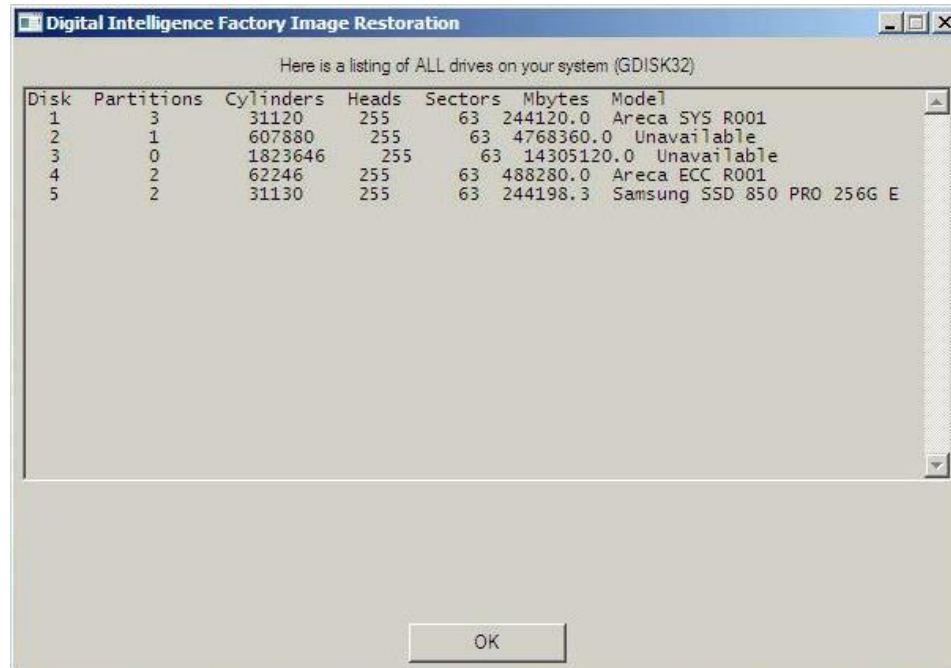 Digital Intelligence Factory Image Restoration
Here is a listing of ALL drives on your system (GDISK32)
Disk Partitions Cylinders Heads Sectors Mbytes Model
1 3 31120 255 63 244120.0 Areca SYS R001
2 1 607880 255 63 4768360.0 Unavailable
3 0 1823646 255 63 14305120.0 Unavailable
4 2 62246 255 63 488280.0 Areca ECC R001
5 2 31130 255 63 244198.3 Samsung SSD 850 PRO 256G E
OK